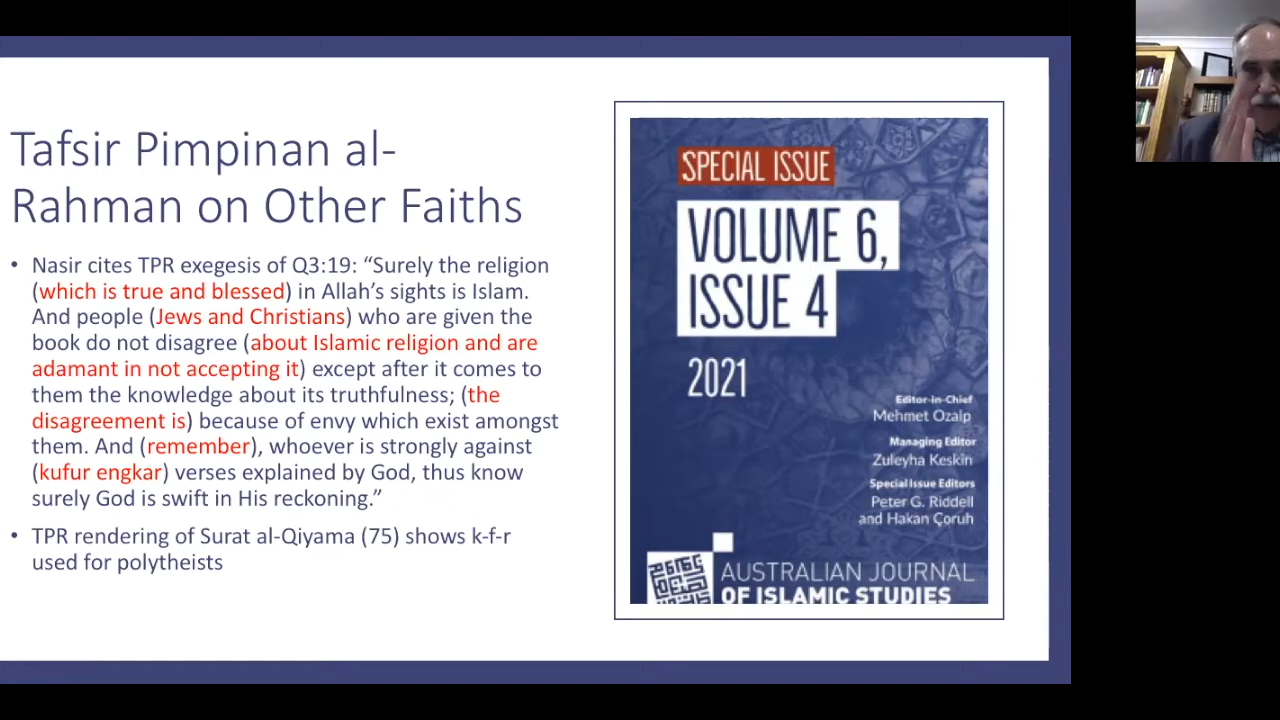 Tafsir Pimpinan al-
Rahman on Other Faiths
• Nasir cites TPR exegesis of Q3:19: “Surely the religion
(which is true and blessed) in Allah’s sights is Islam.
And people (Jews and Christians) who are given the
book do not disagree (about Islamic religion and are
adamant in not accepting it) except after it comes to
them the knowledge about its truthfulness; (the
disagreement is) because of envy which exist amongst
them. And (remember), whoever is strongly against
(kufur engkar) verses explained by God, thus know
surely God is swift in His reckoning.”
• TPR rendering of Surat al-Qiyama (75) shows k-f-r
used for polytheists
SPECIAL ISSUE
VOLUME 6,
ISSUE 4
2021
Editor-in-Chief
Mehmet Ozalp
Managing Editor
Zuleyha Keskin
Special Issue Editors
Peter G. Riddell
and Hakan Çoruh
AUSTRALIAN JOURNAL
OF ISLAMIC STUDIES